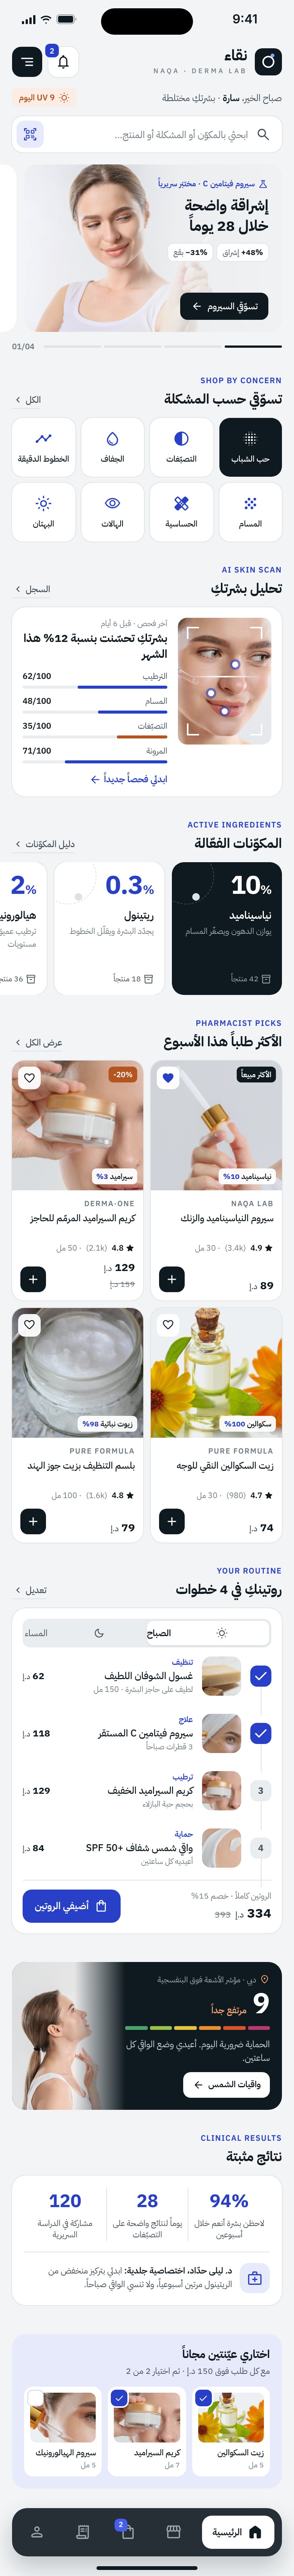 9:41
نقاء
NAQA · DERMA LAB
2
صباح الخير، سارة · بشرتكِ مختلطة
UV 9 اليوم
ابحثي بالمكوّن أو المشكلة أو المنتج...
سيروم فيتامين C · مختبَر سريرياً
إشراقة واضحة
خلال 28 يوماً
+48% إشراق
−31% بقع
تسوّقي السيروم
01/04
SHOP BY CONCERN
تسوّقي حسب المشكلة
الكل
حب الشباب
التصبّغات
الجفاف
الخطوط الدقيقة
المسام
الحساسية
الهالات
البهتان
AI SKIN SCAN
تحليل بشرتكِ
السجل
آخر فحص · قبل 6 أيام
بشرتكِ تحسّنت بنسبة 12% هذا
الشهر
الترطيب 62/100
المسام 48/100
التصبّغات 35/100
المرونة 71/100
ابدئي فحصاً جديداً
ACTIVE INGREDIENTS
المكوّنات الفعّالة
دليل المكوّنات
10%
نياسيناميد
يوازن الدهون ويصغّر المسام
42 منتجاً
0.3%
ريتينول
يجدّد البشرة ويقلّل الخطوط
18 منتجاً
2%
هيالورونيك
ترطيب عميق
مستويات
36 منتجاً
PHARMACIST PICKS
الأكثر طلباً هذا الأسبوع
عرض الكل
الأكثر مبيعاً
نياسيناميد 10%
NAQA LAB
سيروم النياسيناميد والزنك
4.9 (3.4k) · 30 مل
89 د.إ
-20%
سيراميد 3%
DERMA·ONE
كريم السيراميد المرمّم للحاجز
4.8 (2.1k) · 50 مل
129 د.إ
159 د.إ
سكوالين 100%
PURE FORMULA
زيت السكوالين النقي للوجه
4.7 (980) · 30 مل
74 د.إ
زيوت نباتية 98%
PURE FORMULA
بلسم التنظيف بزيت جوز الهند
4.8 (1.6k) · 100 مل
79 د.إ
YOUR ROUTINE
روتينكِ في 4 خطوات
تعديل
الصباح
المساء
تنظيف
غسول الشوفان اللطيف
لطيف على حاجز البشرة · 150 مل
62 د.إ
علاج
سيروم فيتامين C المستقر
3 قطرات صباحاً
118 د.إ
3
ترطيب
كريم السيراميد الخفيف
بحجم حبة البازلاء
129 د.إ
4
حماية
واقي شمس شفاف SPF 50+
أعيديه كل ساعتين
84 د.إ
الروتين كاملاً · خصم 15%
334 د.إ 393
أضيفي الروتين
دبي · مؤشر الأشعة فوق البنفسجية
9 مرتفع جداً
الحماية ضرورية اليوم. أعيدي وضع الواقي كل
ساعتين.
واقيات الشمس
CLINICAL RESULTS
نتائج مثبتة
94%
لاحظن بشرة أنعم خلال
أسبوعين
28
يوماً لنتائج واضحة على
التصبّغات
120
مشاركة في الدراسة
السريرية
د. ليلى حدّاد، اختصاصية جلدية: ابدئي بتركيز منخفض من
الريتينول مرتين أسبوعياً، ولا تنسي الواقي صباحاً.
اختاري عيّنتين مجاناً
مع كل طلب فوق 150 د.إ · تم اختيار 2 من 2
زيت السكوالين
5 مل
كريم السيراميد
7 مل
سيروم الهيالورونيك
5 مل
الرئيسية
2